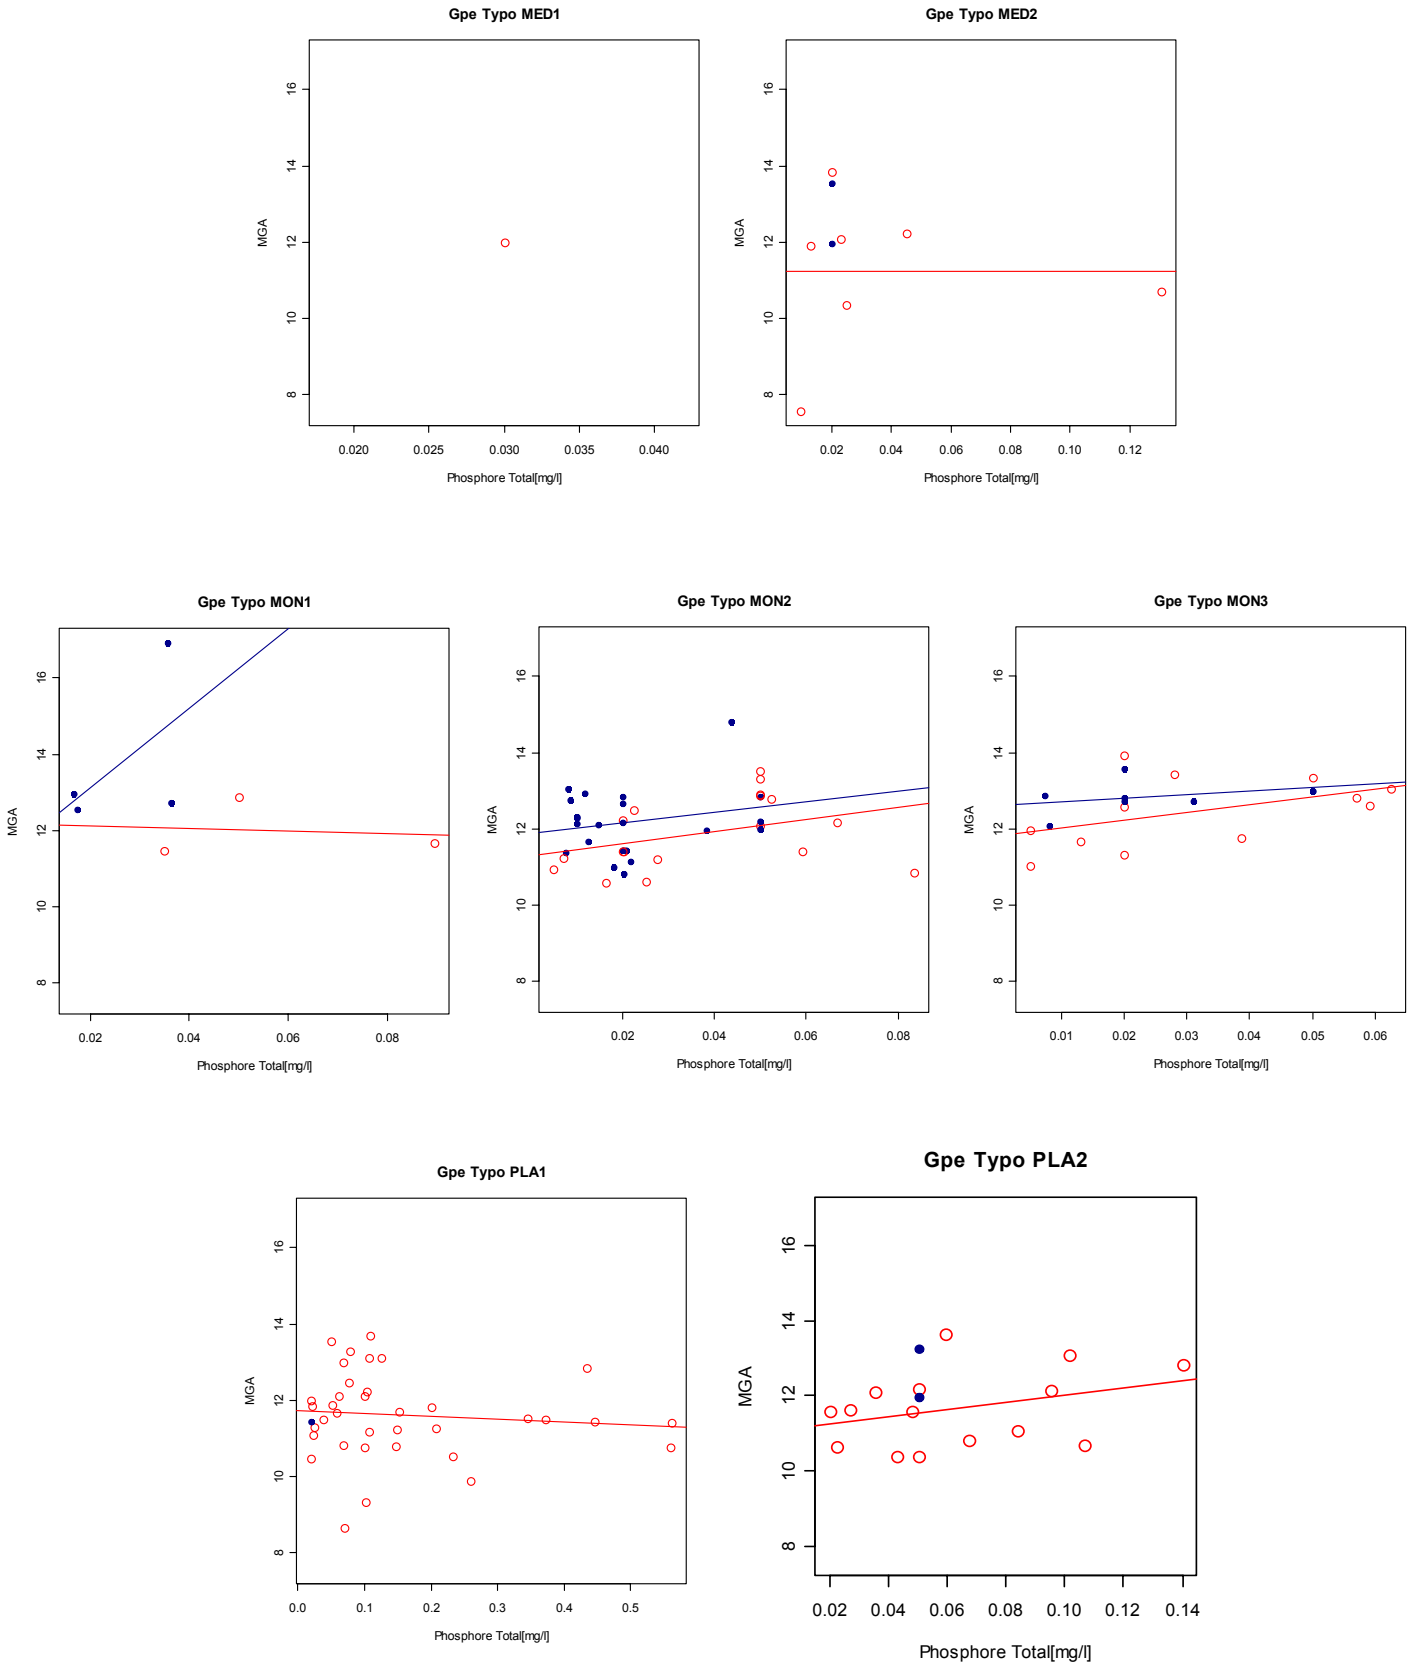 Gpe Typo MED1
MGA
16
14
12
10
8
0.020 0.025 0.030 0.035 0.040
Phosphore Total[mg/l]
Gpe Typo MED2
MGA
16
14
12
10
8
0.02 0.04 0.06 0.08 0.10 0.12
Phosphore Total[mg/l]
Gpe Typo MON1
MGA
16
14
12
10
8
0.02 0.04 0.06 0.08
Phosphore Total[mg/l]
Gpe Typo MON2
MGA
16
14
12
10
8
0.02 0.04 0.06 0.08
Phosphore Total[mg/l]
Gpe Typo MON3
MGA
16
14
12
10
8
0.01 0.02 0.03 0.04 0.05 0.06
Phosphore Total[mg/l]
Gpe Typo PLA1
MGA
16
14
12
10
8
0.0 0.1 0.2 0.3 0.4 0.5
Phosphore Total[mg/l]
Gpe Typo PLA2
MGA
16
14
12
10
8
0.02 0.04 0.06 0.08 0.10 0.12 0.14
Phosphore Total[mg/l]